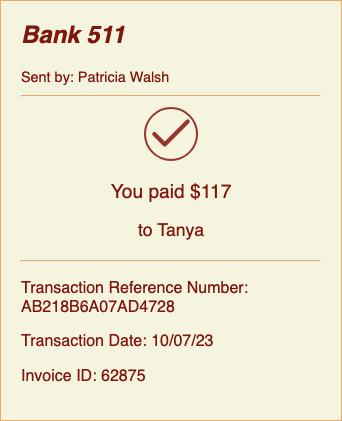 Bank 511
Sent by: Patricia Walsh
You paid $117
to Tanya
Transaction Reference Number:
AB218B6A07AD4728
Transaction Date: 10/07/23
Invoice ID: 62875